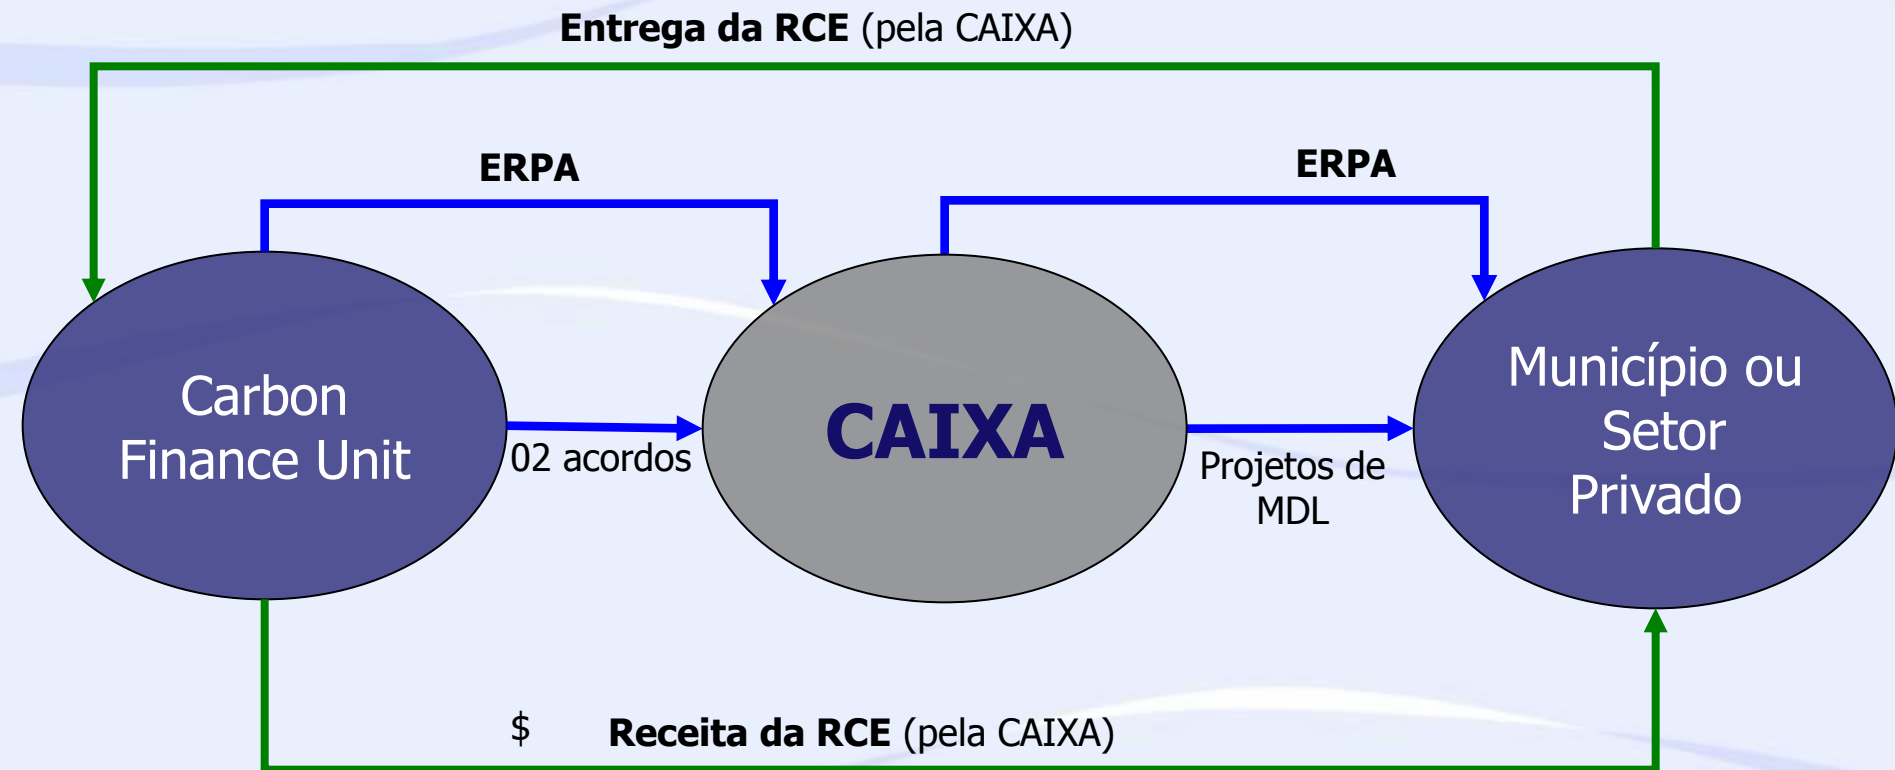 Entrega da RCE (pela CAIXA)
ERPA
ERPA
Carbon
Finance Unit
02 acordos
CAIXA
Projetos de
MDL
Município ou
Setor
Privado
$ Receita da RCE (pela CAIXA)